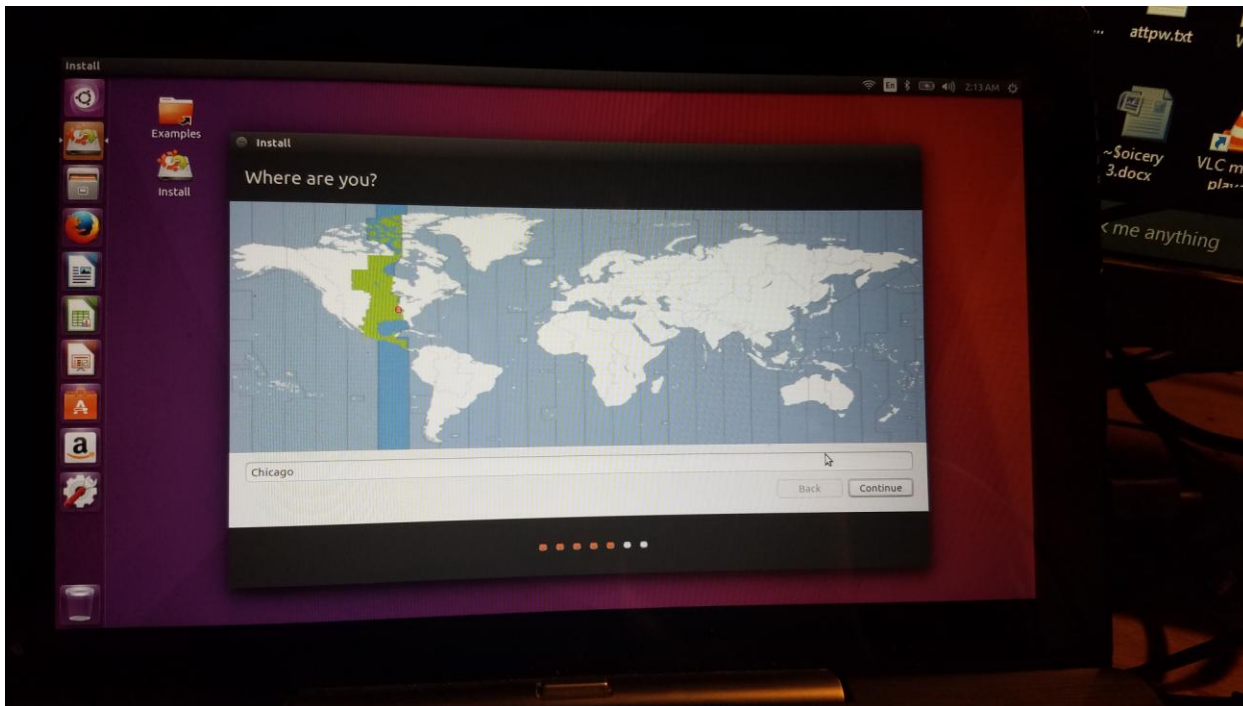 Install
En
2:13 AM
Examples
Install
Install
Where are you?
Chicago
Back
Continue
a
attpw.txt
~$oicery
3.docx
VLC m
me anything